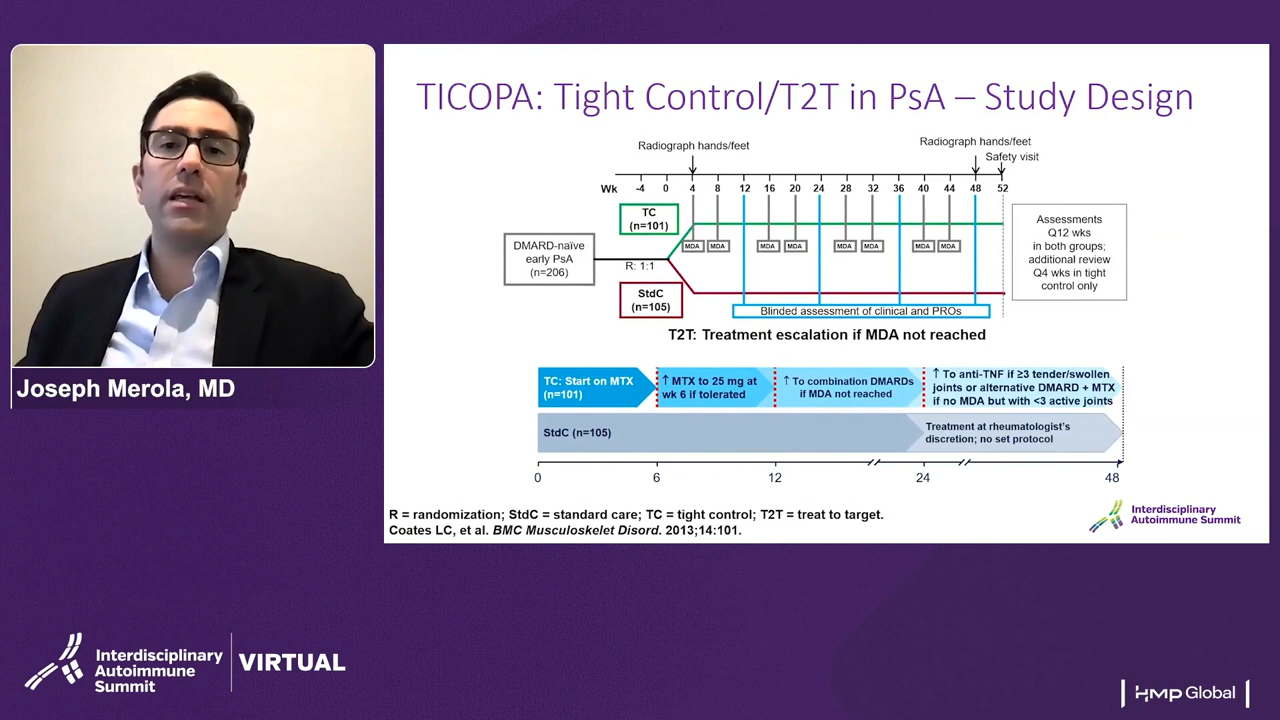 TICOPA: Tight Control/T2T in PsA – Study Design
Radiograph hands/feet
Radiograph hands/feet
Safety visit
Wk -4 0 4 8 12 16 20 24 28 32 36 40 44 48 52
TC
(n=101)
DMARD-naïve
early PsA
(n=206)
R: 1:1
MDA MDA MDA MDA MDA MDA MDA MDA
StdC
(n=105)
Blinded assessment of clinical and PROs
Assessments
Q12 wks
in both groups;
additional review
Q4 wks in tight
control only
T2T: Treatment escalation if MDA not reached
TC: Start on MTX
(n=101)
↑ MTX to 25 mg at
wk 6 if tolerated
↑ To combination DMARDs
if MDA not reached
↑ To anti-TNF if ≥3 tender/swollen
joints or alternative DMARD + MTX
if no MDA but with <3 active joints
StdC (n=105)
Treatment at rheumatologist's
discretion; no set protocol
0 6 12 24 48
R = randomization; StdC = standard care; TC = tight control; T2T = treat to target.
Coates LC, et al. BMC Musculoskelet Disord. 2013;14:101.
Interdisciplinary
Autoimmune Summit
Joseph Merola, MD
Interdisciplinary
Autoimmune
Summit
VIRTUAL
HMP Global